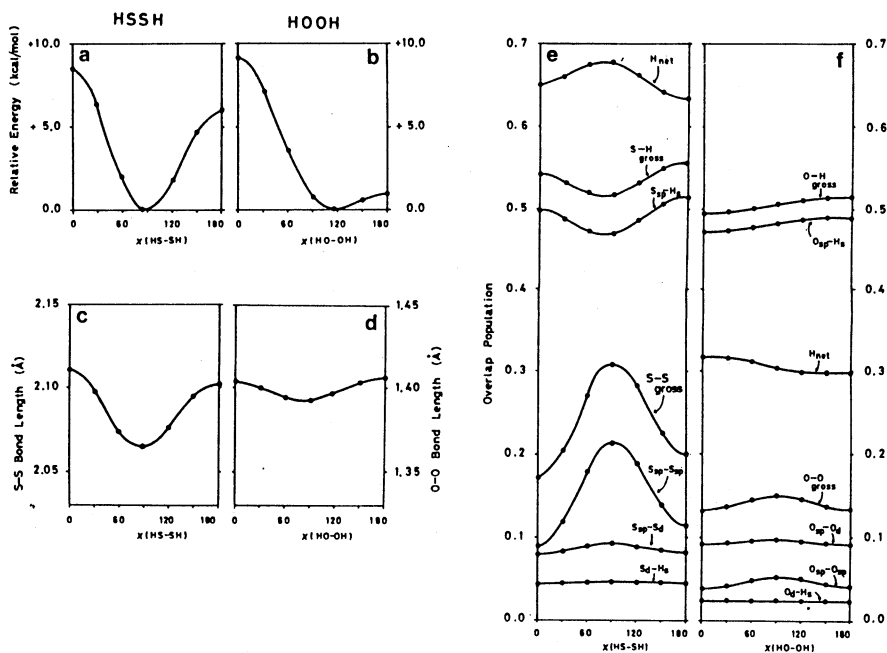 HSSH
HOOH
+10.0
+ 5.0
0.0
Relative Energy (kcal/mol)
a
0 60 120 180
χ(HS-SH)
b
+10.0
+ 5.0
0.0
0 60 120 180
χ(HO-OH)
2.15
2.10
2.05
S-S Bond Length (Å)
c
0 60 120 180
χ(HS-SH)
d
1,45
1,40
1,35
O-O Bond Length (Å)
0 60 120 180
χ(HO-OH)
0.7
0.6
0.5
0.4
0.3
0.2
0.1
0.0
Overlap Population
e
Hnet
S-H
gross
Ssp-Hs
S-S
gross
Ssp-Ssp
Ssp-Sd
Sd-Hs
0 60 120 180
χ(HS-SH)
f
O-H
gross
Osp-Hs
Hnet
O-O
gross
Osp-Od
Osp-Osp
Od-Hs
0 60 120 180
χ(HO-OH)
0.7
0.6
0.5
0.4
0.3
0.2
0.1
0.0